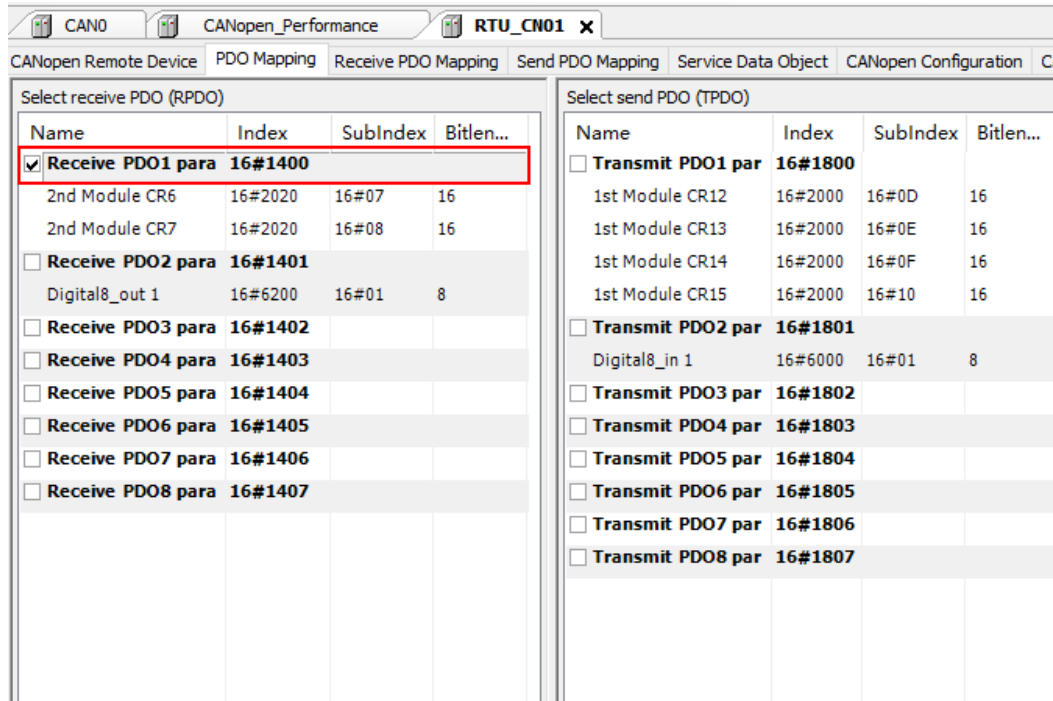 CAN0 CANopen_Performance RTU_CN01 x
CANopen Remote Device PDO Mapping Receive PDO Mapping Send PDO Mapping Service Data Object CANopen Configuration C
Select receive PDO (RPDO)
Name Index SubIndex Bitlen...
Receive PDO1 para 16#1400
2nd Module CR6 16#2020 16#07 16
2nd Module CR7 16#2020 16#08 16
Receive PDO2 para 16#1401
Digital8_out 1 16#6200 16#01 8
Receive PDO3 para 16#1402
Receive PDO4 para 16#1403
Receive PDO5 para 16#1404
Receive PDO6 para 16#1405
Receive PDO7 para 16#1406
Receive PDO8 para 16#1407
Select send PDO (TPDO)
Name Index SubIndex Bitlen...
Transmit PDO1 par 16#1800
1st Module CR12 16#2000 16#0D 16
1st Module CR13 16#2000 16#0E 16
1st Module CR14 16#2000 16#0F 16
1st Module CR15 16#2000 16#10 16
Transmit PDO2 par 16#1801
Digital8_in 1 16#6000 16#01 8
Transmit PDO3 par 16#1802
Transmit PDO4 par 16#1803
Transmit PDO5 par 16#1804
Transmit PDO6 par 16#1805
Transmit PDO7 par 16#1806
Transmit PDO8 par 16#1807